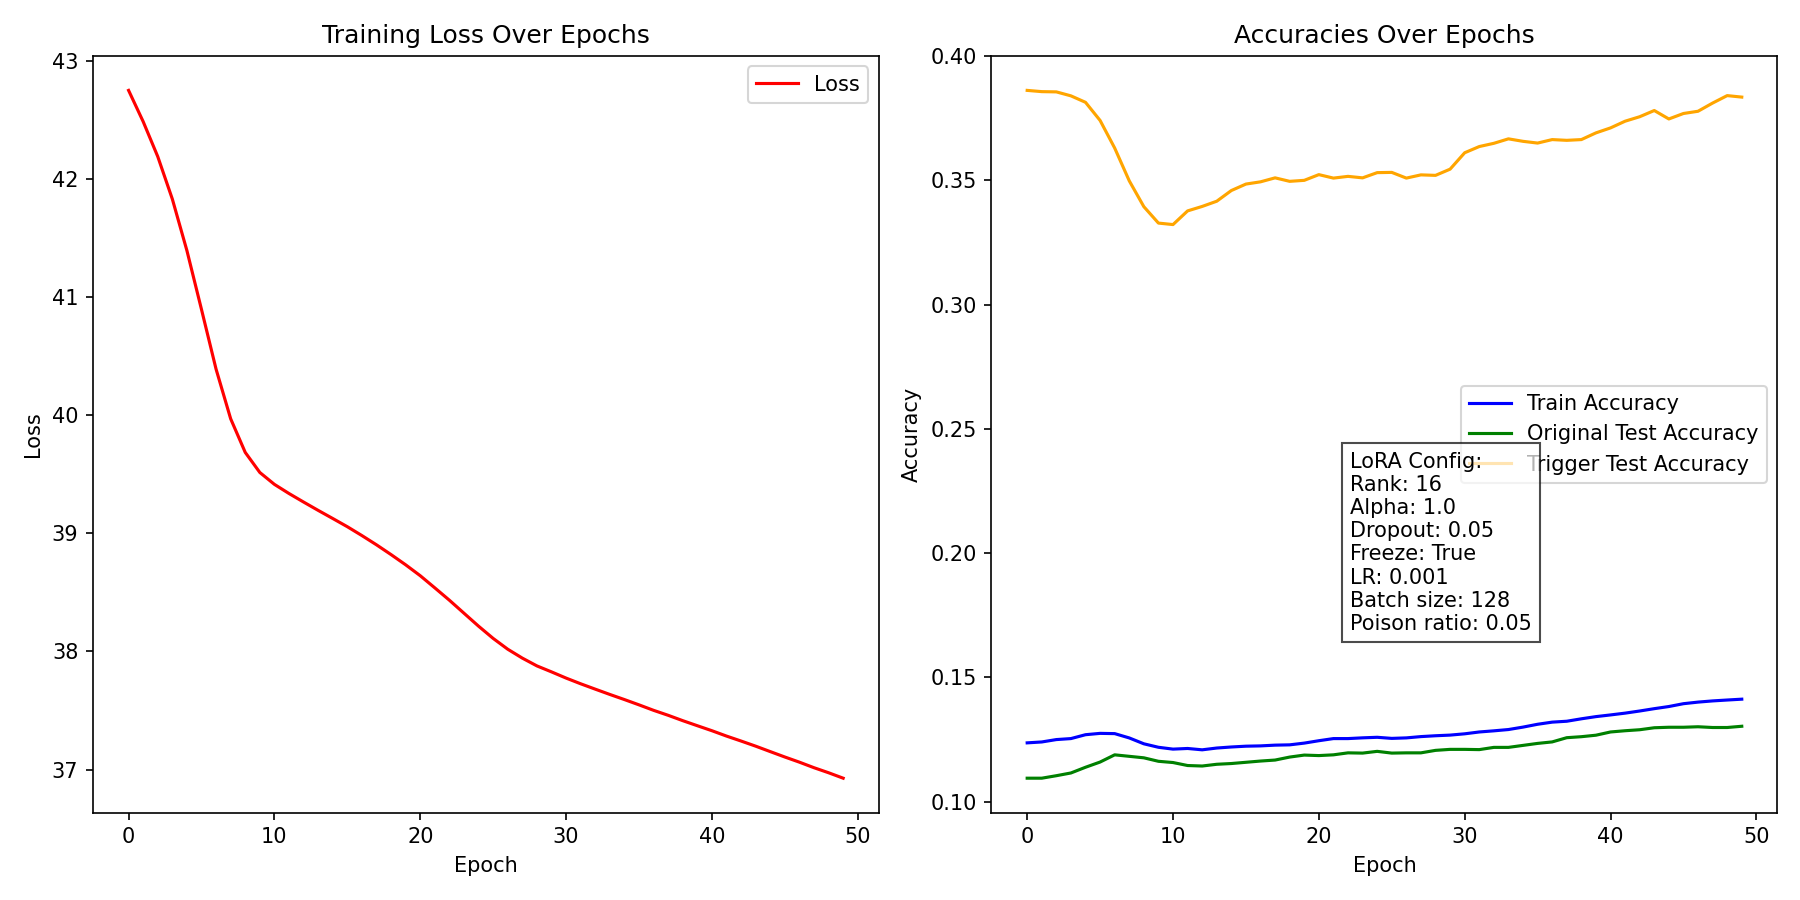 Training Loss Over Epochs
Loss
43
42
41
40
39
38
37
Loss
0
10
20
30
40
50
Epoch
Accuracies Over Epochs
0.40
0.35
0.30
0.25
0.20
0.15
0.10
Accuracy
Train Accuracy
Original Test Accuracy
Trigger Test Accuracy
LoRA Config:
Rank: 16
Alpha: 1.0
Dropout: 0.05
Freeze: True
LR: 0.001
Batch size: 128
Poison ratio: 0.05
0
10
20
30
40
50
Epoch